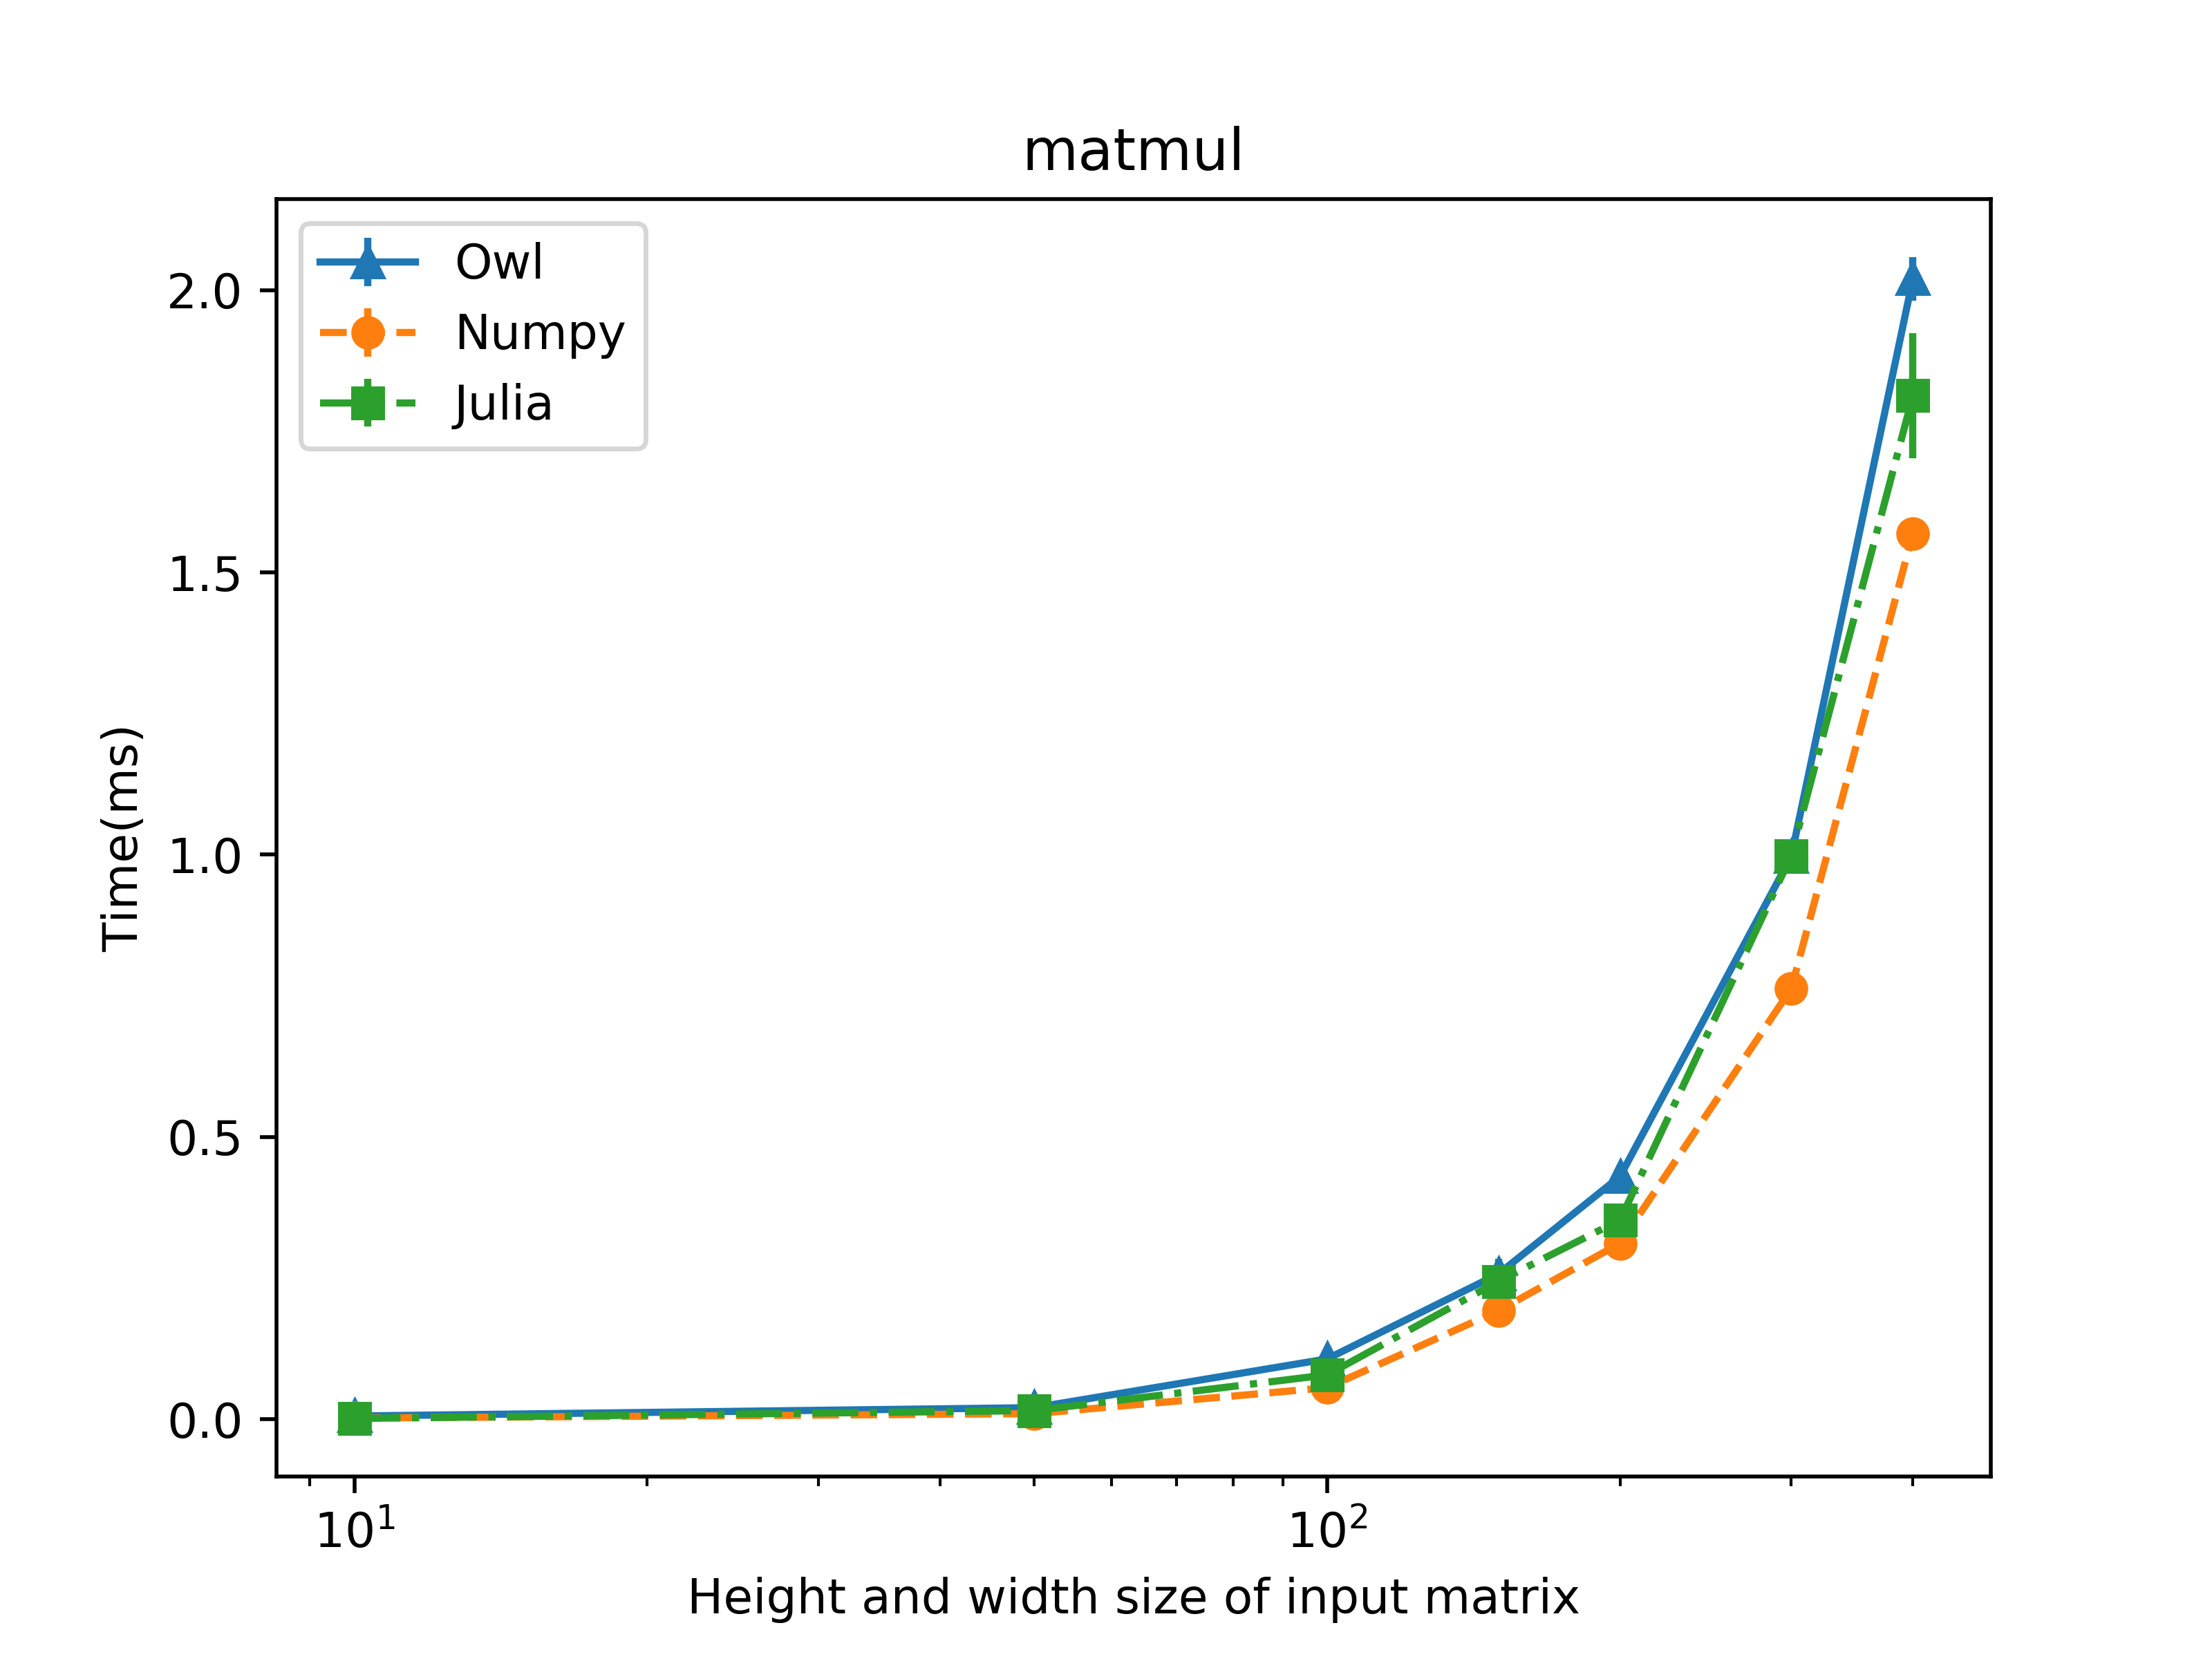 matmul
Owl
Numpy
Julia
2.0
1.5
1.0
0.5
0.0
Time(ms)
10¹
10²
Height and width size of input matrix